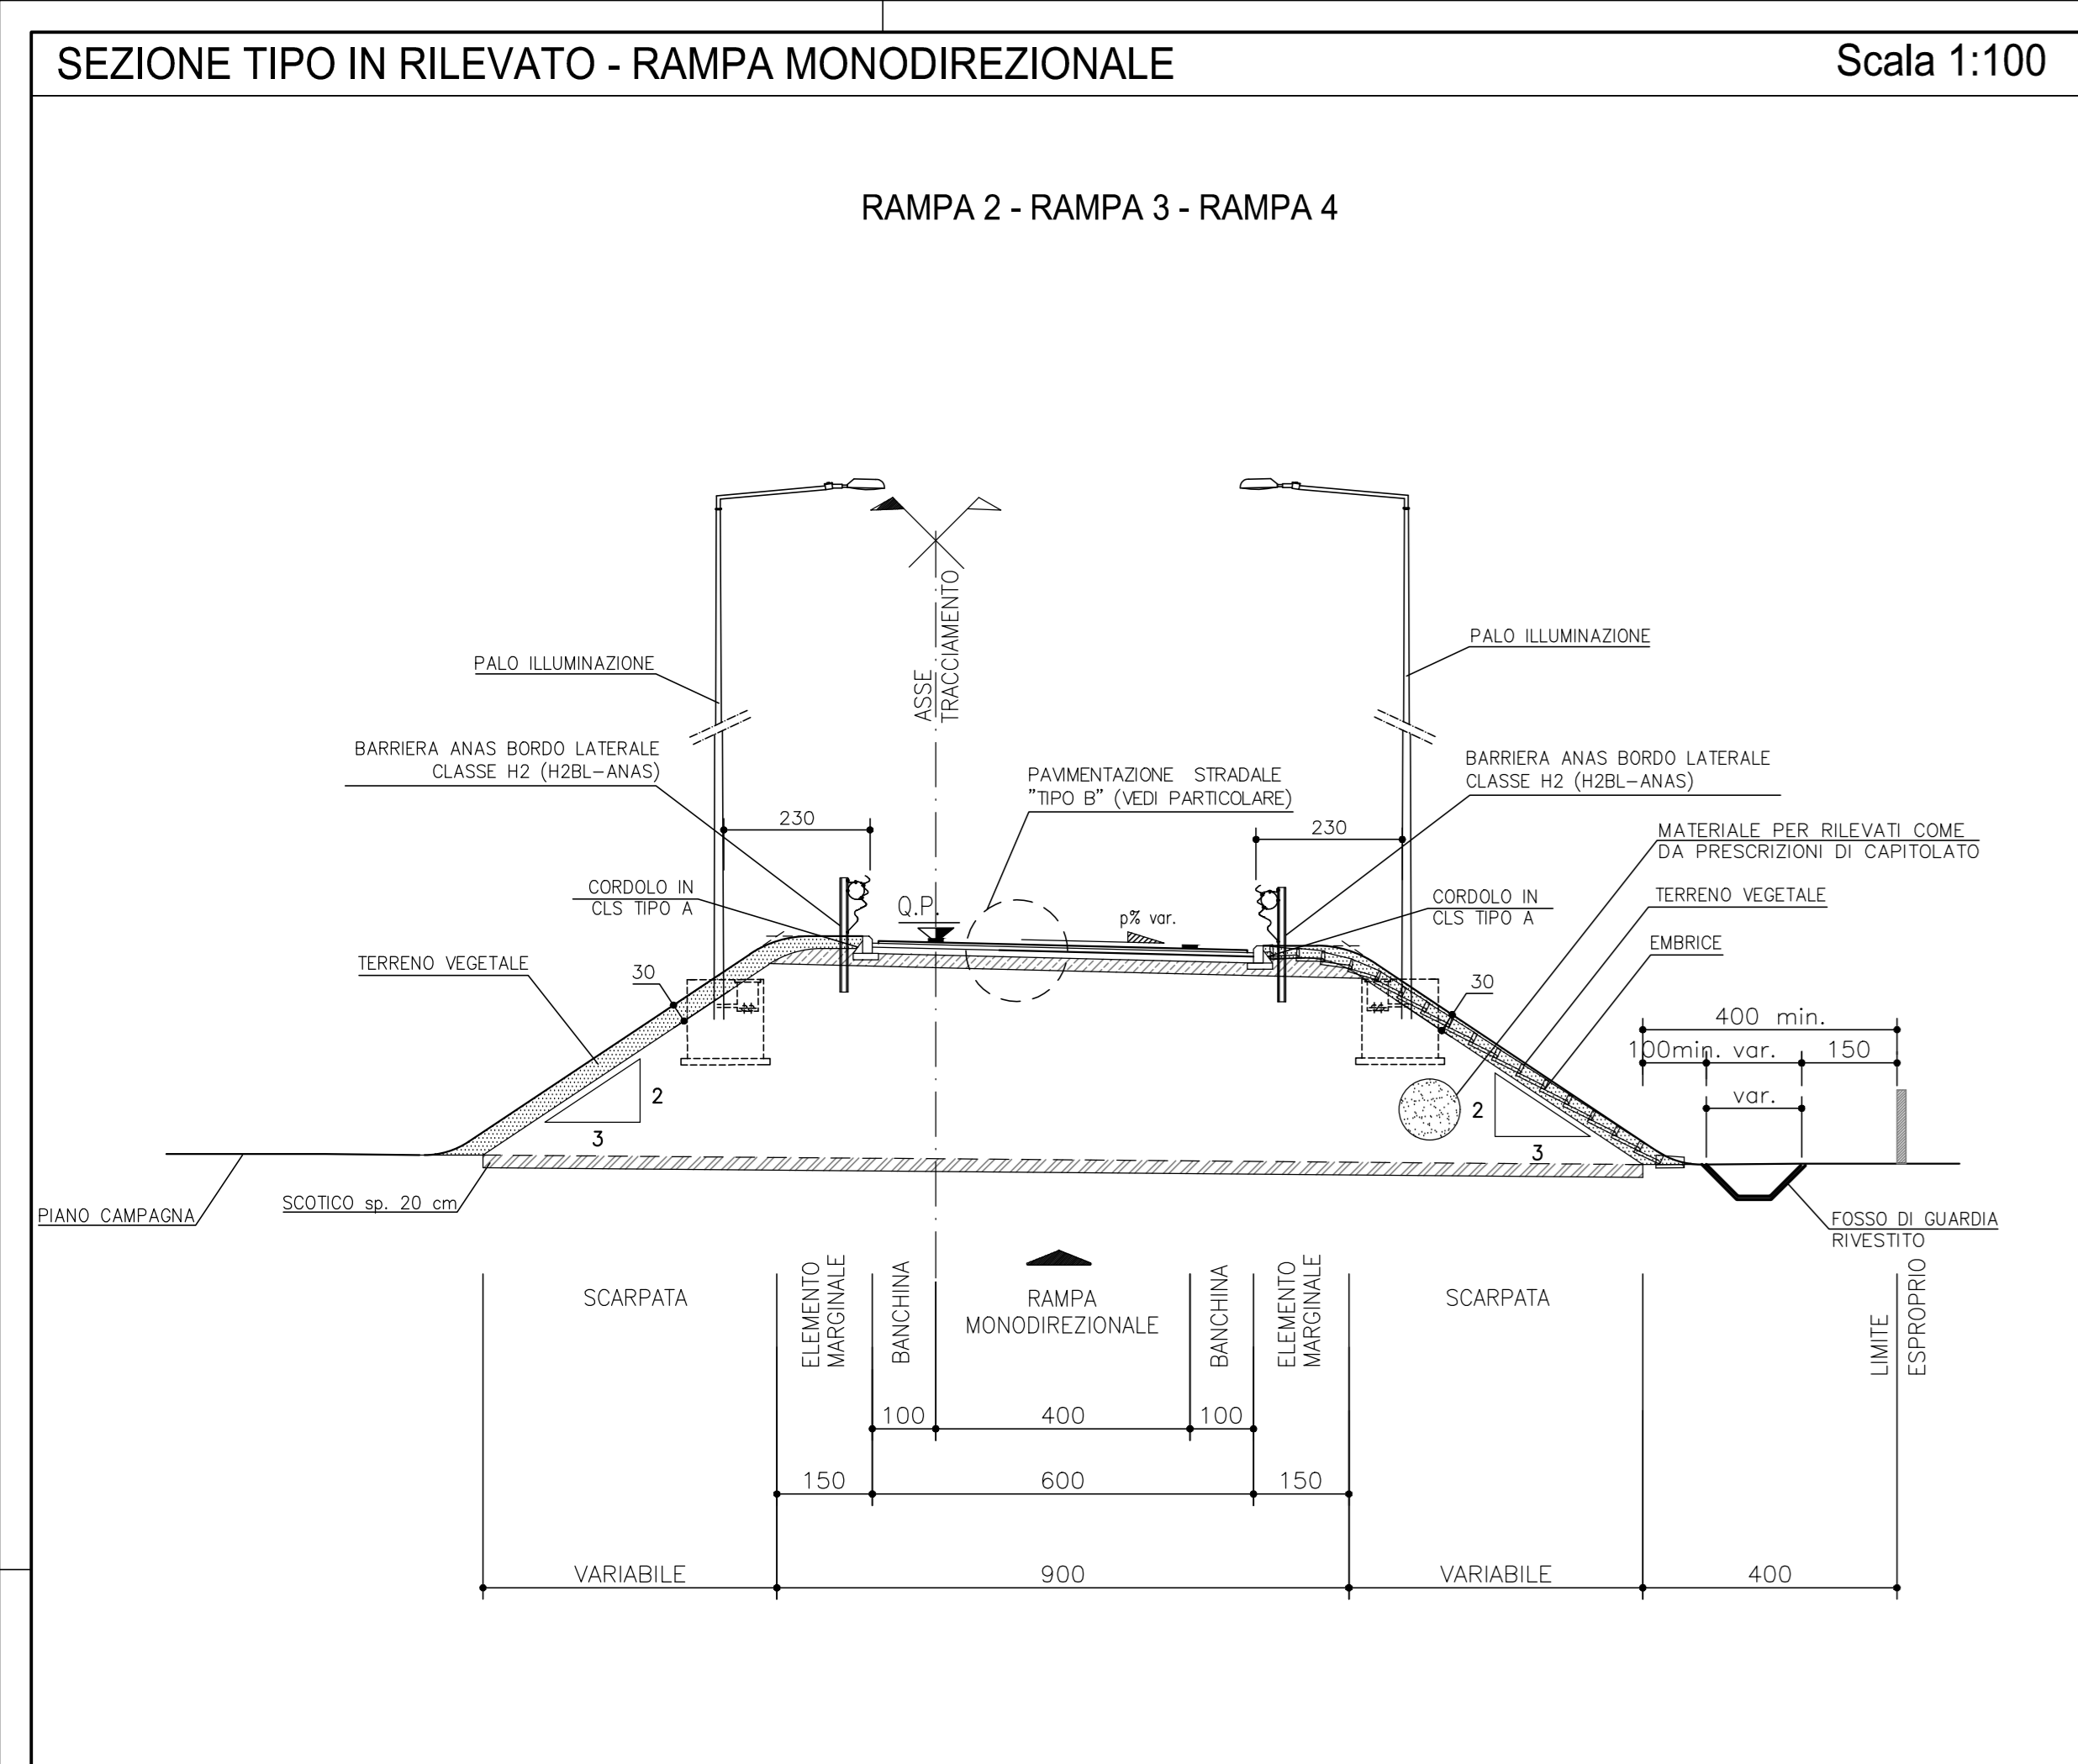 SEZIONE TIPO IN RILEVATO - RAMPA MONODIREZIONALE
Scala 1:100
RAMPA 2 - RAMPA 3 - RAMPA 4
ASSE
TRACCIAMENTO
PALO ILLUMINAZIONE
PALO ILLUMINAZIONE
BARRIERA ANAS BORDO LATERALE
CLASSE H2 (H2BL-ANAS)
PAVIMENTAZIONE STRADALE
"TIPO B" (VEDI PARTICOLARE)
BARRIERA ANAS BORDO LATERALE
CLASSE H2 (H2BL-ANAS)
230
230
MATERIALE PER RILEVATI COME
DA PRESCRIZIONI DI CAPITOLATO
CORDOLO IN
CLS TIPO A
Q.P.
p% var.
CORDOLO IN
CLS TIPO A
TERRENO VEGETALE
EMBRICE
TERRENO VEGETALE
30
30
400 min.
100min. var.
150
var.
2
3
2
3
SCOTICO sp. 20 cm
PIANO CAMPAGNA
FOSSO DI GUARDIA
RIVESTITO
SCARPATA
ELEMENTO
MARGINALE
BANCHINA
RAMPA
MONODIREZIONALE
BANCHINA
ELEMENTO
MARGINALE
SCARPATA
LIMITE
ESPROPRIO
100
400
100
150
600
150
VARIABILE
900
VARIABILE
400